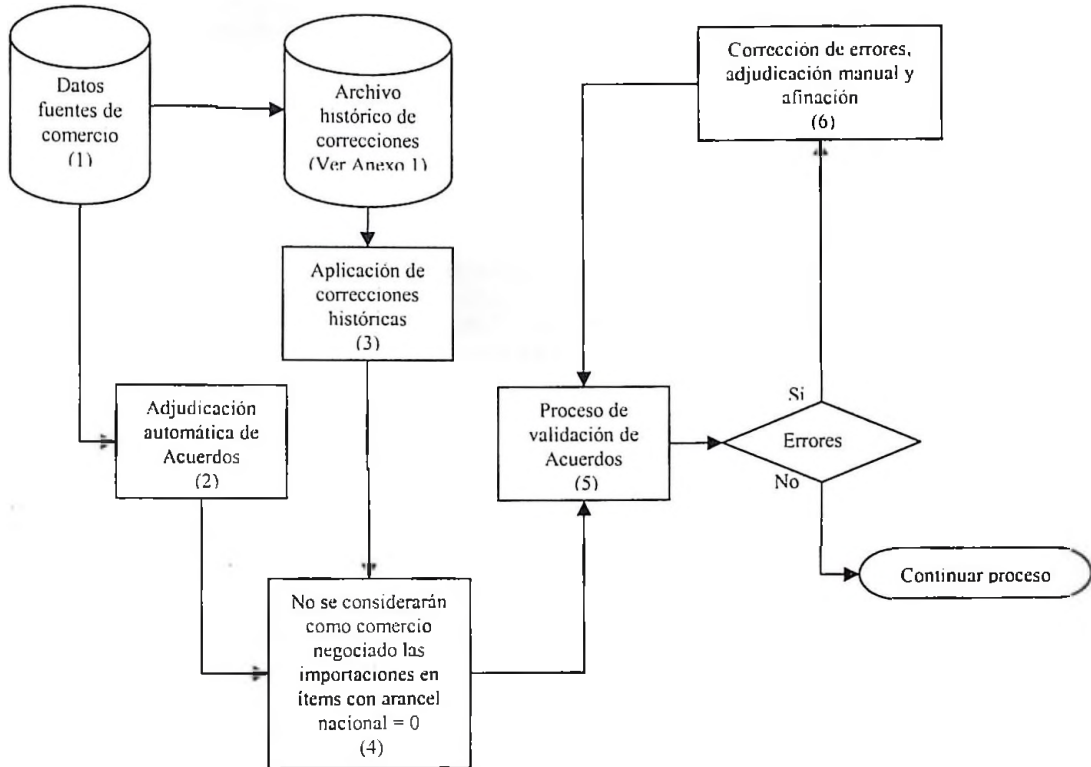 Datos
fuentes de
comercio
(1)
Archivo
histórico de
correcciones
(Ver Anexo 1)
Aplicación de
correcciones
históricas
(3)
Adjudicación
automática de
Acuerdos
(2)
No se considerarán
como comercio
negociado las
importaciones en
ítems con arancel
nacional = 0
(4)
Proceso de
validación de
Acuerdos
(5)
Corrección de errores,
adjudicación manual y
afinación
(6)
Si
Errores
No
Continuar proceso